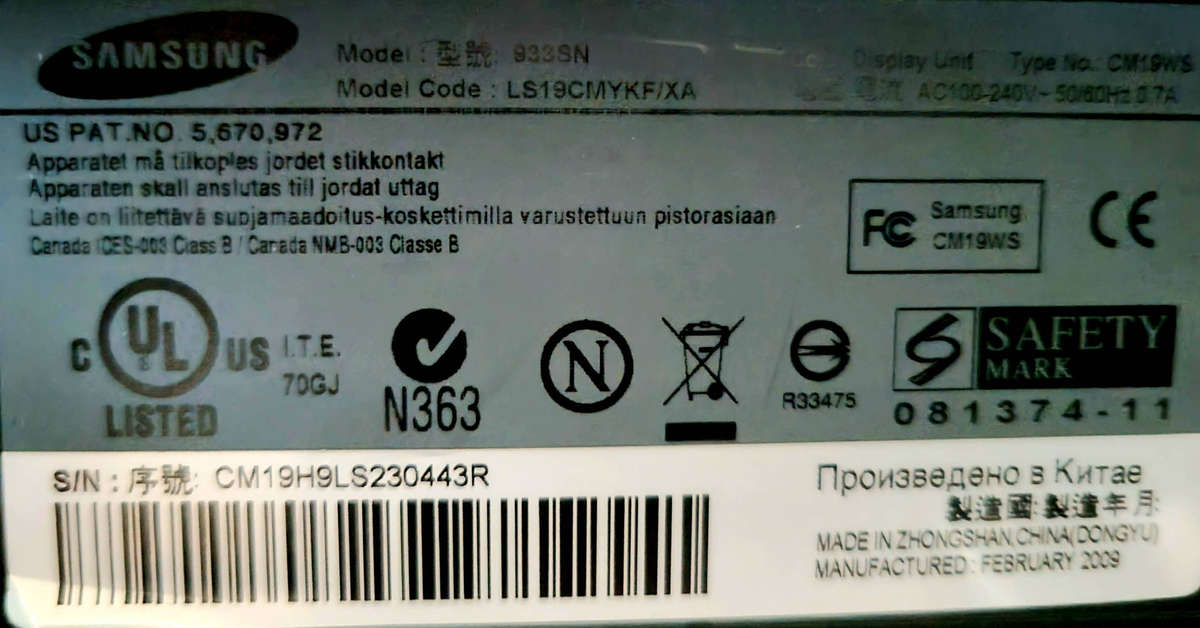 SAMSUNG
Model : 型號: 933SN
Model Code : LS19CMYKF/XA
Display Unit Type No.: CM19WS
AC100-240V~ 50/60Hz 0.7A
US PAT.NO. 5,670,972
Apparatet må tilkoples jordet stikkontakt
Apparaten skall anslutas till jordat uttag
Laite on liitettävä suojamaadoitus-koskettimilla varustettuun pistorasiaan
Canada ICES-003 Class B / Canada NMB-003 Classe B
FC Samsung
CM19WS
CE
C UL US
LISTED
I.T.E.
70GJ
N363
N
R33475
SAFETY
MARK
081374-11
S/N : 序號: CM19H9LS230443R
Произведено в Китае
製造國: 製造年月:
MADE IN ZHONGSHAN,CHINA(DONGYU)
MANUFACTURED : FEBRUARY 2009